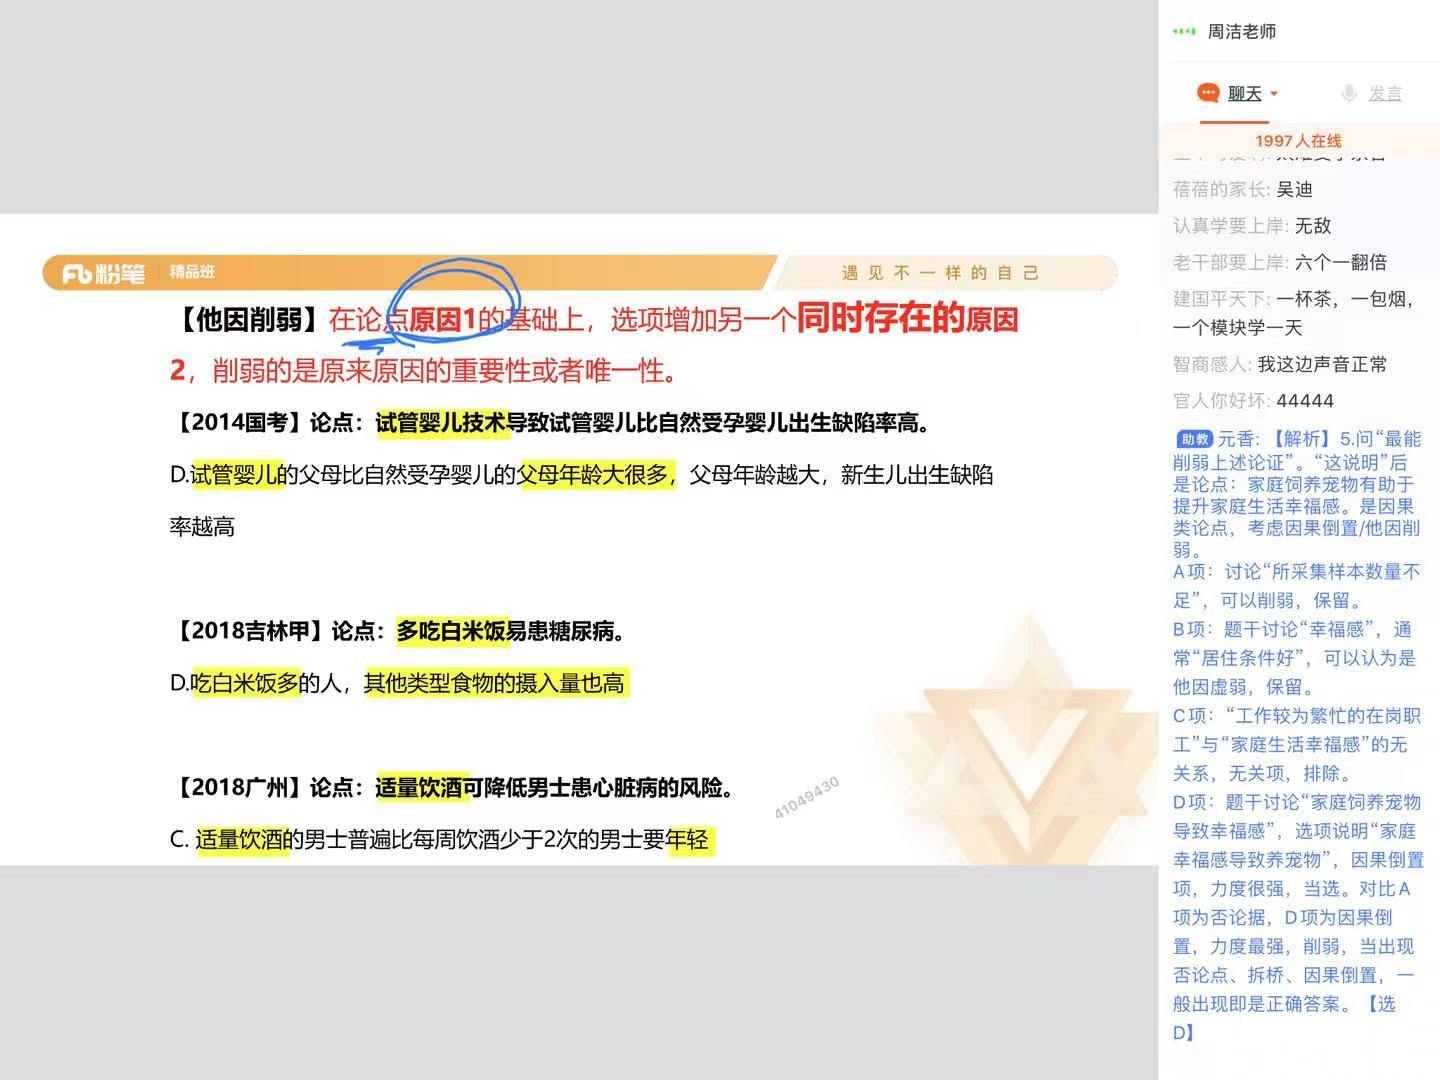 粉笔 精品班
遇见不一样的自己
【他因削弱】在论点原因1的基础上，选项增加另一个同时存在的原因
2，削弱的是原来原因的重要性或者唯一性。
【2014国考】论点：试管婴儿技术导致试管婴儿比自然受孕婴儿出生缺陷率高。
D.试管婴儿的父母比自然受孕婴儿的父母年龄大很多，父母年龄越大，新生儿出生缺陷
率越高
【2018吉林甲】论点：多吃白米饭易患糖尿病。
D.吃白米饭多的人，其他类型食物的摄入量也高
【2018广州】论点：适量饮酒可降低男士患心脏病的风险。
C. 适量饮酒的男士普遍比每周饮酒少于2次的男士要年轻
41049430
周洁老师
聊天
发言
1997人在线
蓓蓓的家长: 吴迪
认真学要上岸: 无敌
老干部要上岸: 六个一翻倍
建国平天下: 一杯茶，一包烟，
一个模块学一天
智商感人: 我这边声音正常
官人你好坏: 44444
助教 元香: 【解析】5.问“最能
削弱上述论证”。“这说明”后
是论点：家庭饲养宠物有助于
提升家庭生活幸福感。是因果
类论点，考虑因果倒置/他因削
弱。
A项：讨论“所采集样本数量不
足”，可以削弱，保留。
B项：题干讨论“幸福感”，通
常“居住条件好”，可以认为是
他因虚弱，保留。
C项：“工作较为繁忙的在岗职
工”与“家庭生活幸福感”的无
关系，无关项，排除。
D项：题干讨论“家庭饲养宠物
导致幸福感”，选项说明“家庭
幸福感导致养宠物”，因果倒置
项，力度很强，当选。对比A
项为否论据，D项为因果倒
置，力度最强，削弱，当出现
否论点、拆桥、因果倒置，一
般出现即是正确答案。【选
D】